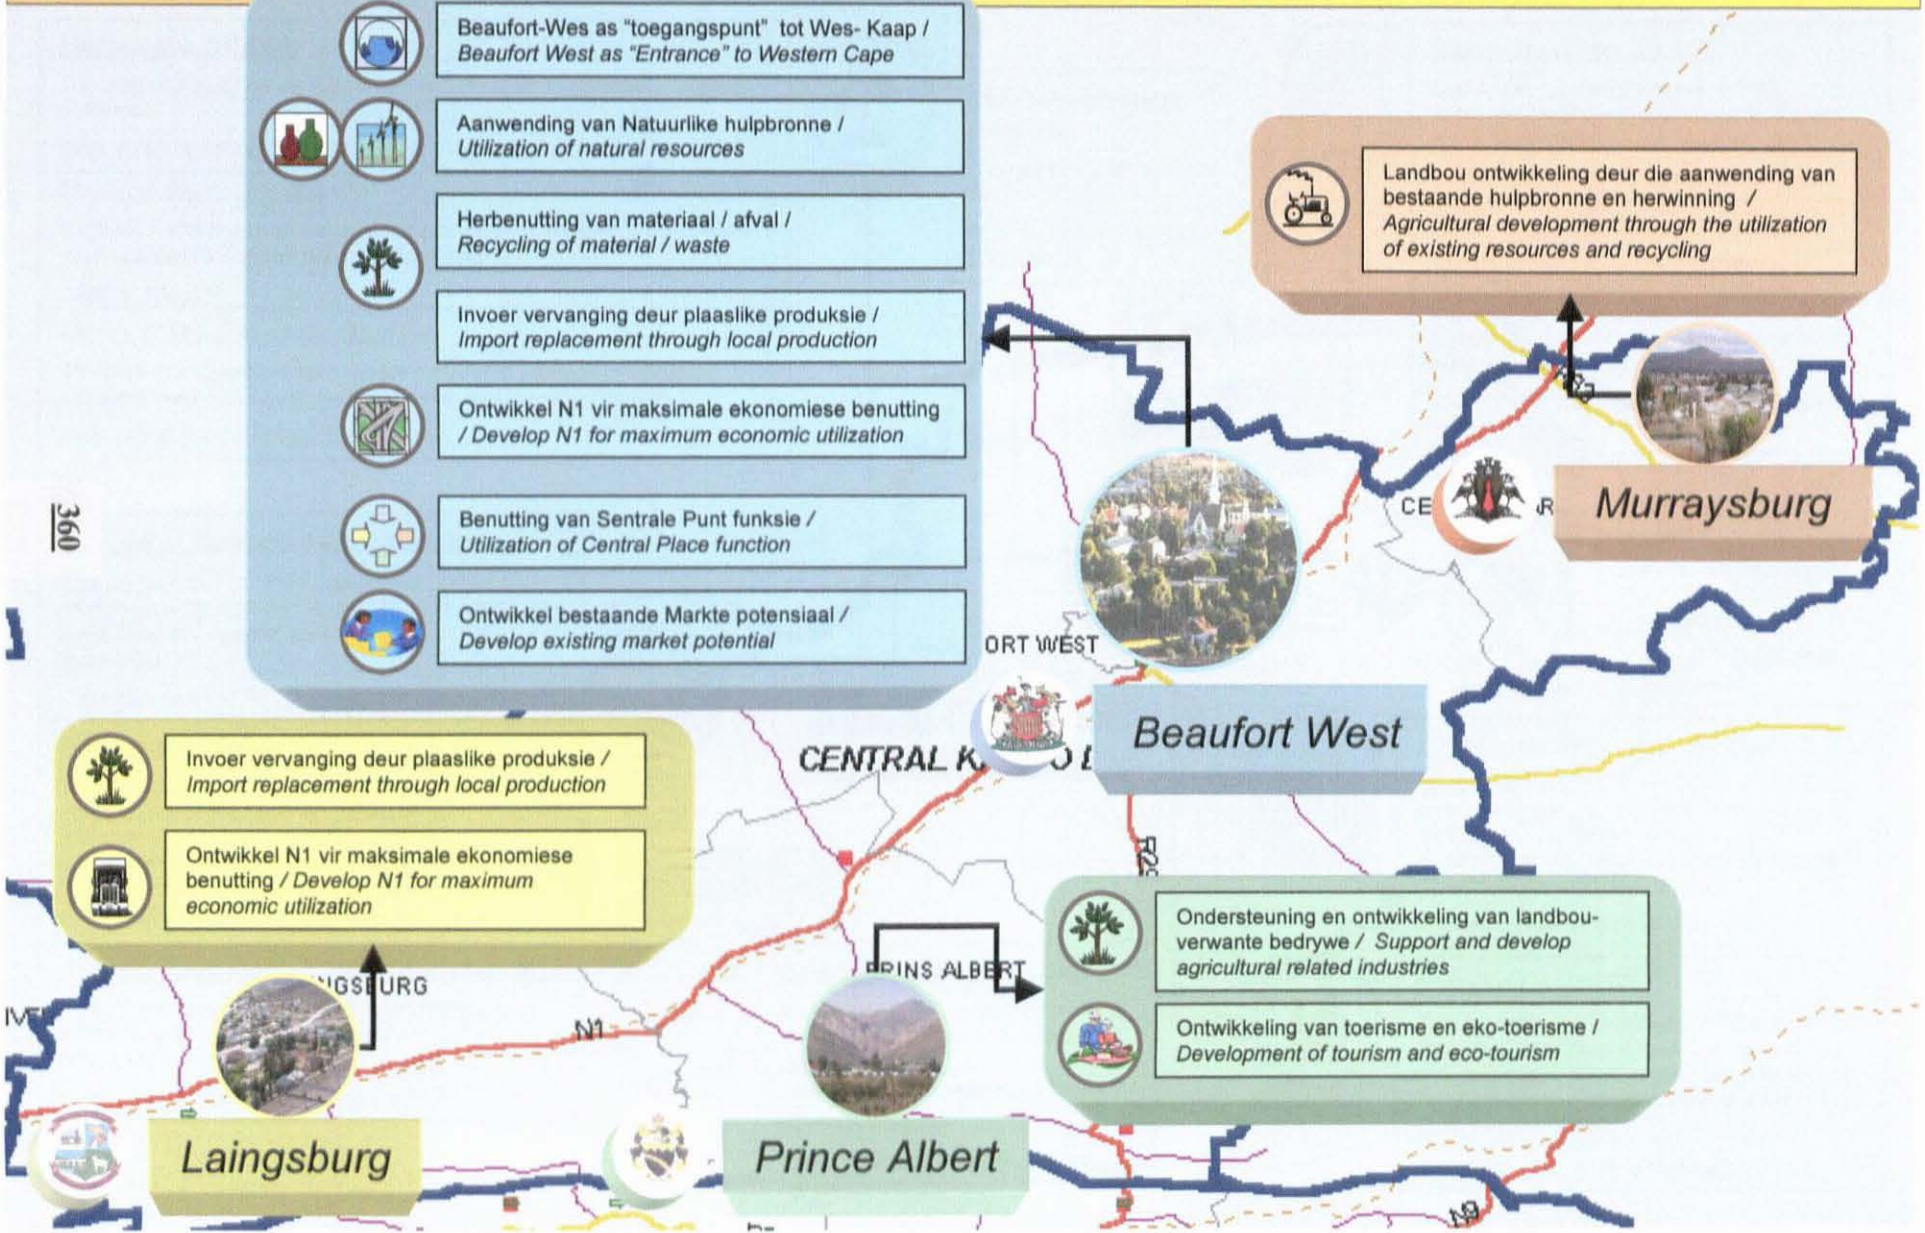 Beaufort-Wes as “toegangspunt” tot Wes- Kaap /
Beaufort West as “Entrance” to Western Cape
Aanwending van Natuurlike hulpbronne /
Utilization of natural resources
Herbenutting van materiaal / afval /
Recycling of material / waste
Invoer vervanging deur plaaslike produksie /
Import replacement through local production
Ontwikkel N1 vir maksimale ekonomiese benutting
/ Develop N1 for maximum economic utilization
Benutting van Sentrale Punt funksie /
Utilization of Central Place function
Ontwikkel bestaande Markte potensiaal /
Develop existing market potential
Landbou ontwikkeling deur die aanwending van
bestaande hulpbronne en herwinning /
Agricultural development through the utilization
of existing resources and recycling
360
CE
R
Murraysburg
ORT WEST
Beaufort West
CENTRAL K
Invoer vervanging deur plaaslike produksie /
Import replacement through local production
Ontwikkel N1 vir maksimale ekonomiese
benutting / Develop N1 for maximum
economic utilization
NGSBURG
N1
PRINS ALBERT
Ondersteuning en ontwikkeling van landbou-
verwante bedrywe / Support and develop
agricultural related industries
Ontwikkeling van toerisme en eko-toerisme /
Development of tourism and eco-tourism
Laingsburg
Prince Albert
N9